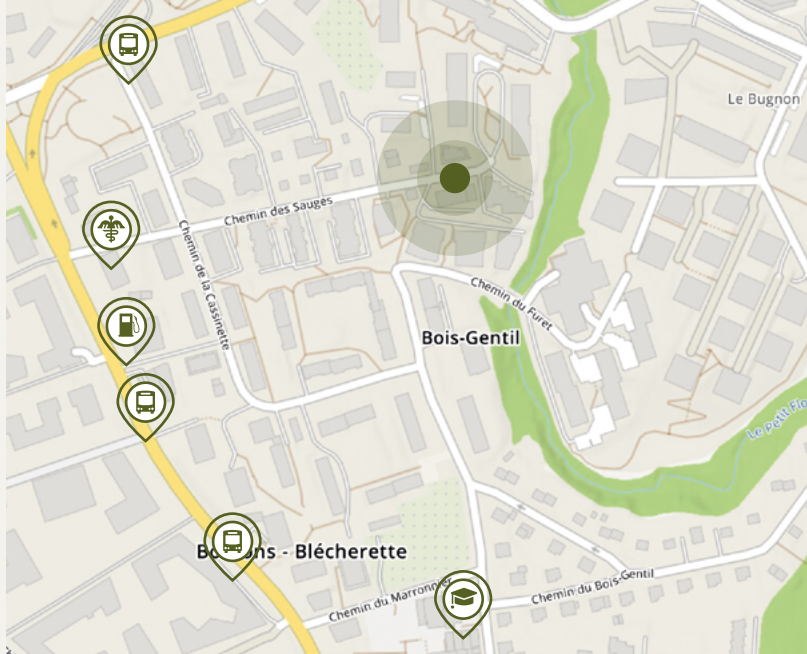 Le Bugnon
Chemin des Sauges
Chemin de la Cassinette
Chemin du Furet
Bois-Gentil
Le Petit Flo
- Blécherette
Chemin du Marronnier
Chemin du Bois-Gentil